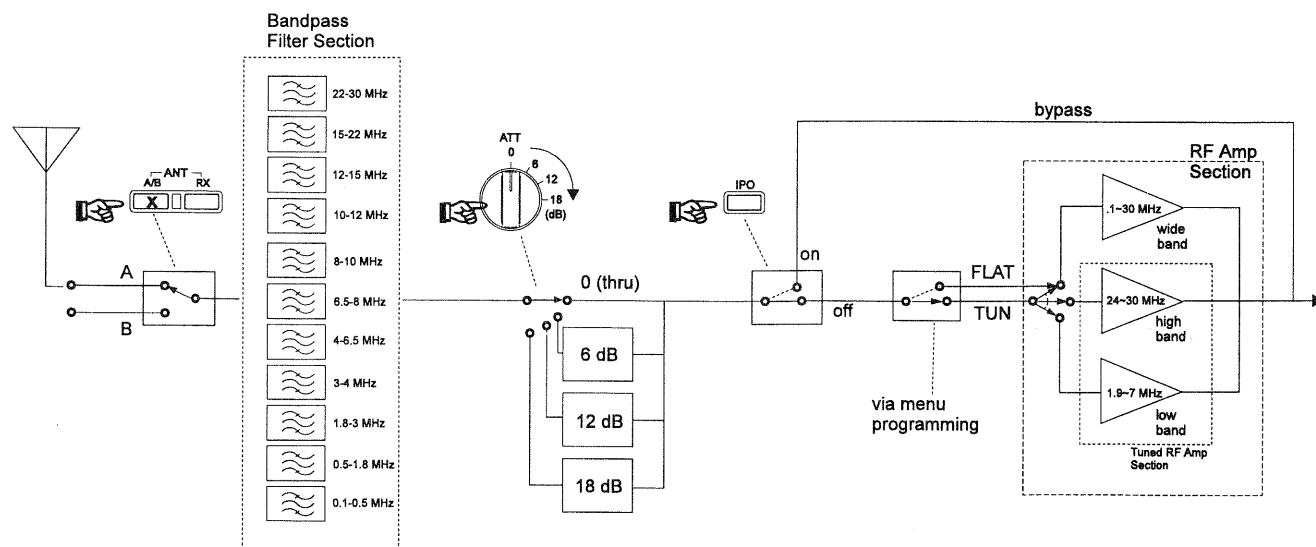 Bandpass
Filter Section
22-30 MHz
15-22 MHz
12-15 MHz
10-12 MHz
8-10 MHz
6.5-8 MHz
4-6.5 MHz
3-4 MHz
1.8-3 MHz
0.5-1.8 MHz
0.1-0.5 MHz
ANT
A/B
RX
X
A
B
ATT
0
6
12
18
(dB)
0 (thru)
6 dB
12 dB
18 dB
IPO
on
off
bypass
FLAT
TUN
via menu
programming
RF Amp
Section
.1~30 MHz
wide
band
24~30 MHz
high
band
1.9~7 MHz
low
band
Tuned RF Amp
Section